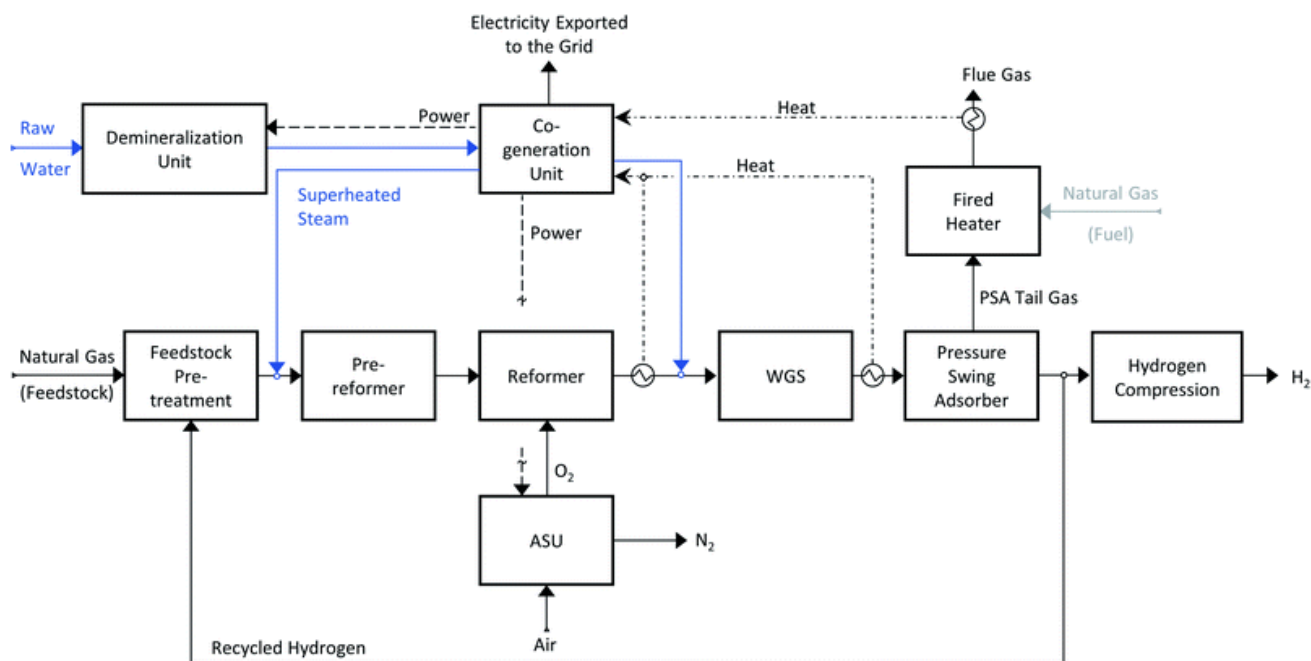 Electricity Exported
to the Grid
Flue Gas
Raw
Water
Demineralization
Unit
Power
Co-
generation
Unit
Heat
Heat
Superheated
Steam
Power
Fired
Heater
Natural Gas
(Fuel)
PSA Tail Gas
Natural Gas
(Feedstock)
Feedstock
Pre-
treatment
Pre-
reformer
Reformer
WGS
Pressure
Swing
Adsorber
Hydrogen
Compression
H₂
O₂
ASU
N₂
Air
Recycled Hydrogen